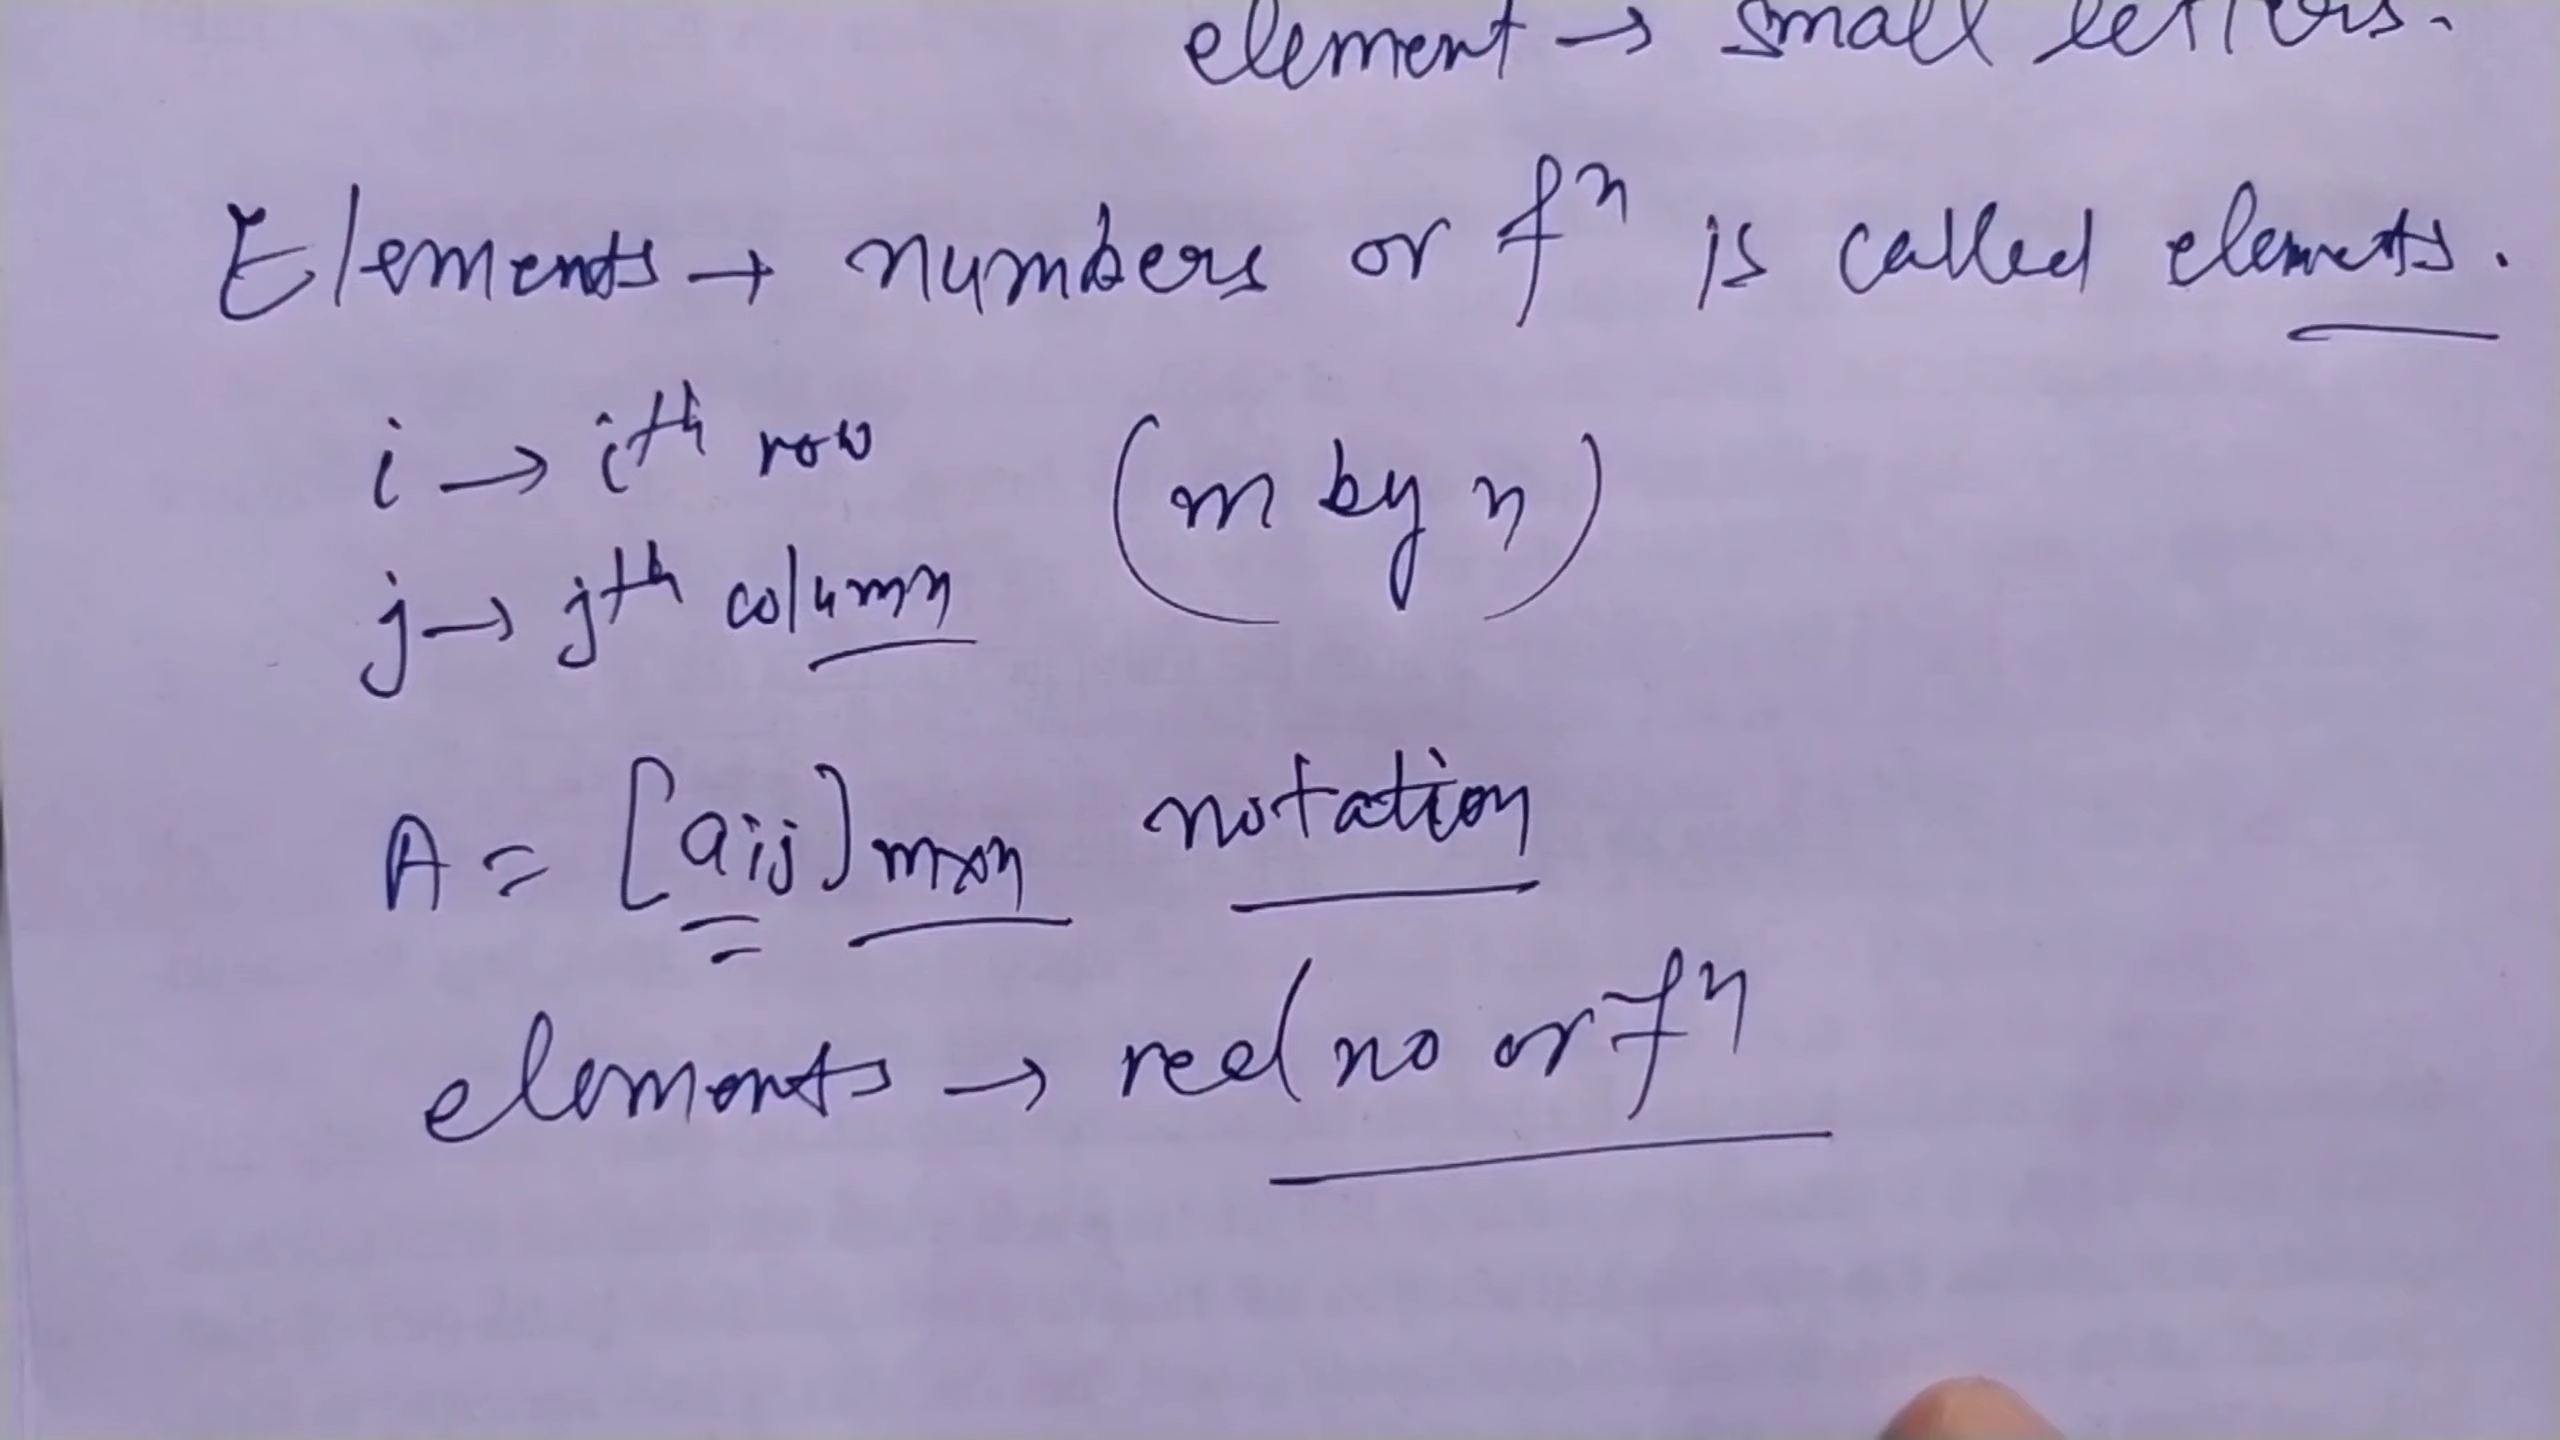 element → small letters.
Elements → numbers or fⁿ is called elements.
i → iᵗʰ row (m by n)
j → jᵗʰ column
A = [aᵢⱼ]ₘₓₙ notation
elements → real no or fⁿ